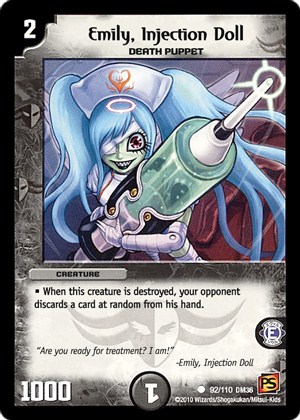 2
Emily, Injection Doll
DEATH PUPPET
CREATURE
▪ When this creature is destroyed, your opponent
discards a card at random from his hand.
"Are you ready for treatment? I am!"
-Emily, Injection Doll
1000
1
92/110 DM36
©2010 Wizards/Shogakukan/Mitsui-Kids
PS